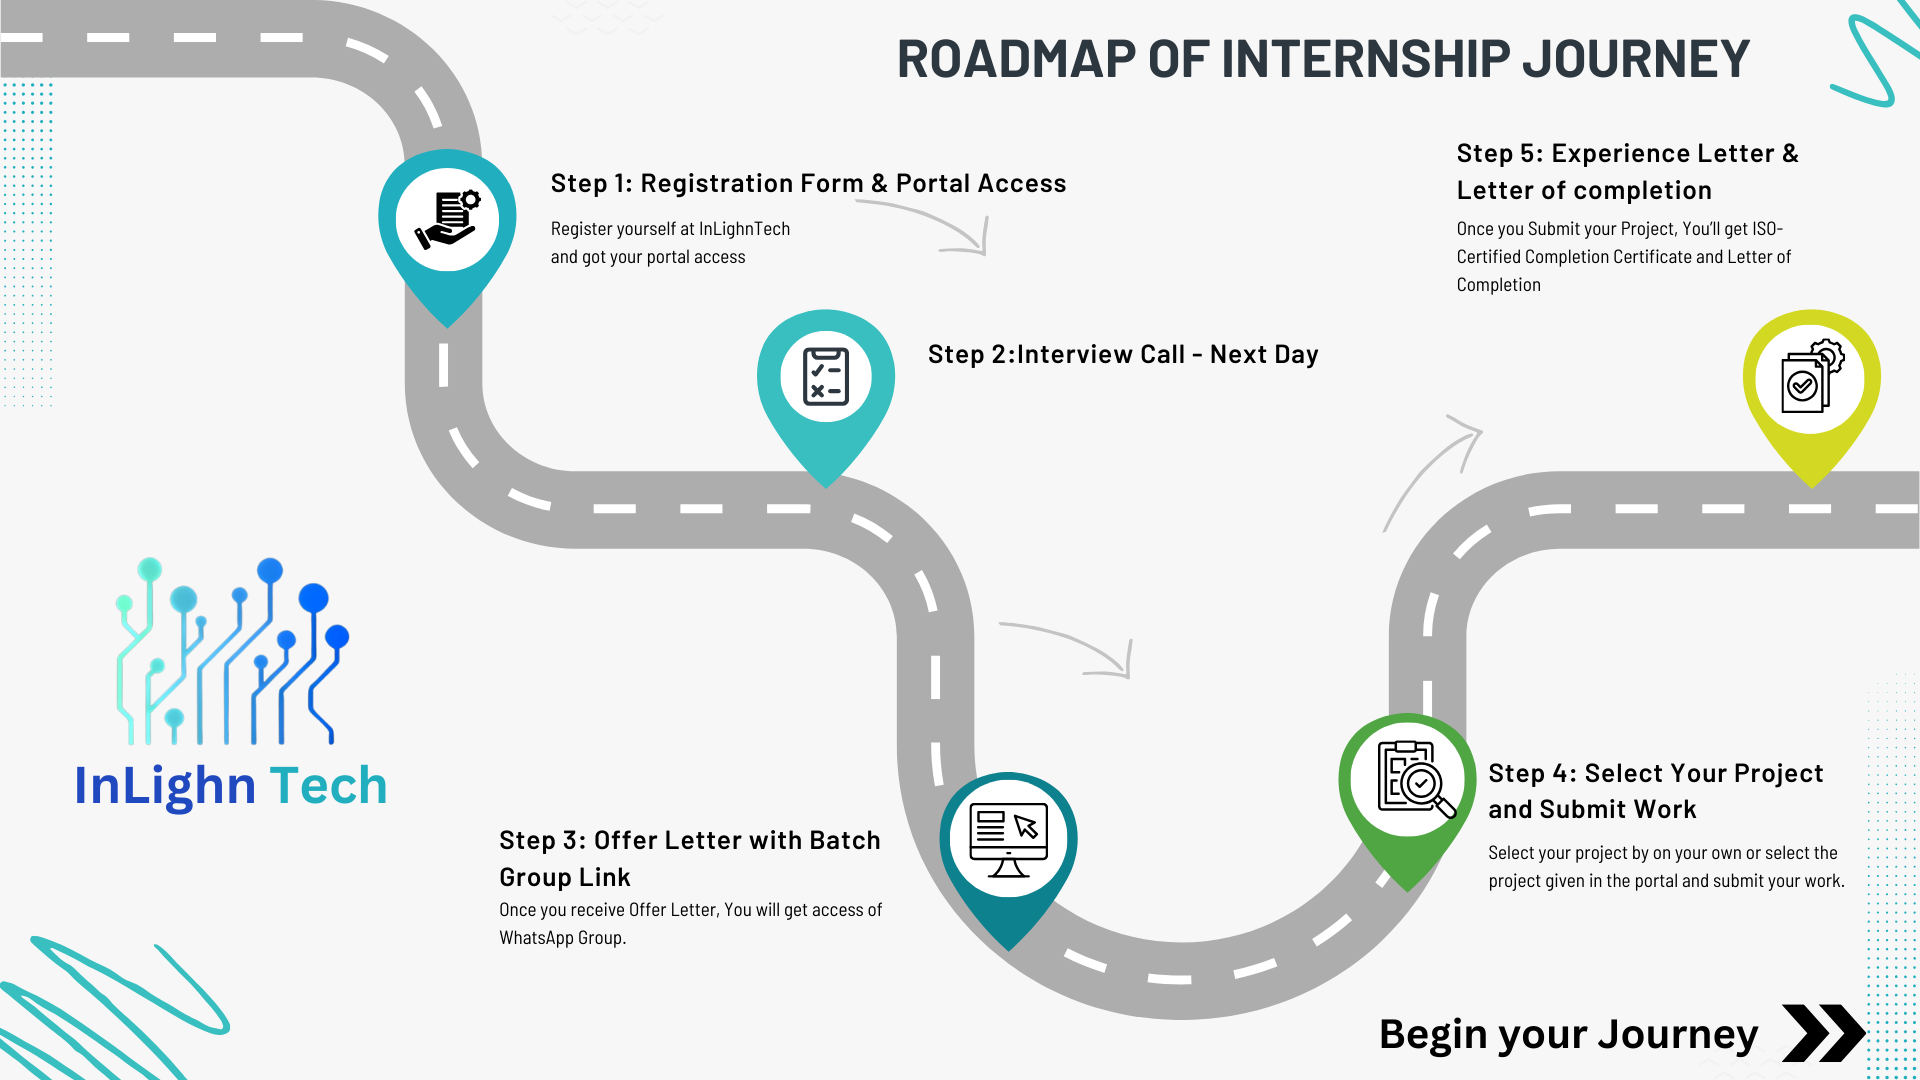 ROADMAP OF INTERNSHIP JOURNEY
Step 1: Registration Form & Portal Access
Register yourself at InLighnTech
and got your portal access
Step 2:Interview Call - Next Day
Step 3: Offer Letter with Batch
Group Link
Once you receive Offer Letter, You will get access of
WhatsApp Group.
Step 4: Select Your Project
and Submit Work
Select your project by on your own or select the
project given in the portal and submit your work.
Step 5: Experience Letter &
Letter of completion
Once you Submit your Project, You’ll get ISO-
Certified Completion Certificate and Letter of
Completion
InLighn Tech
Begin your Journey